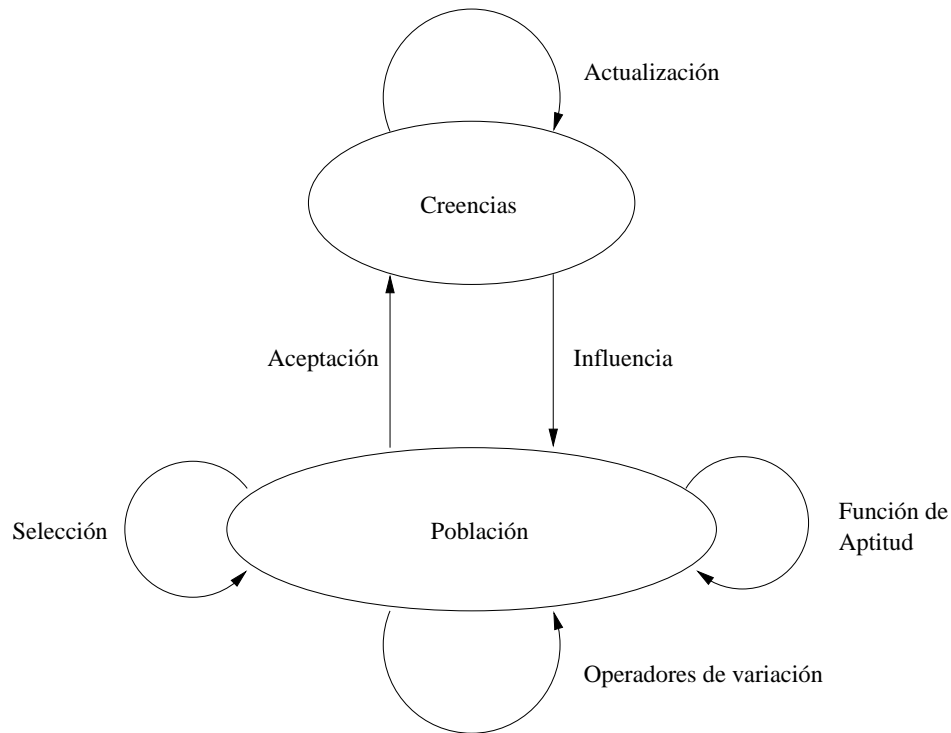 Actualización
Creencias
Aceptación
Influencia
Selección
Población
Función de
Aptitud
Operadores de variación